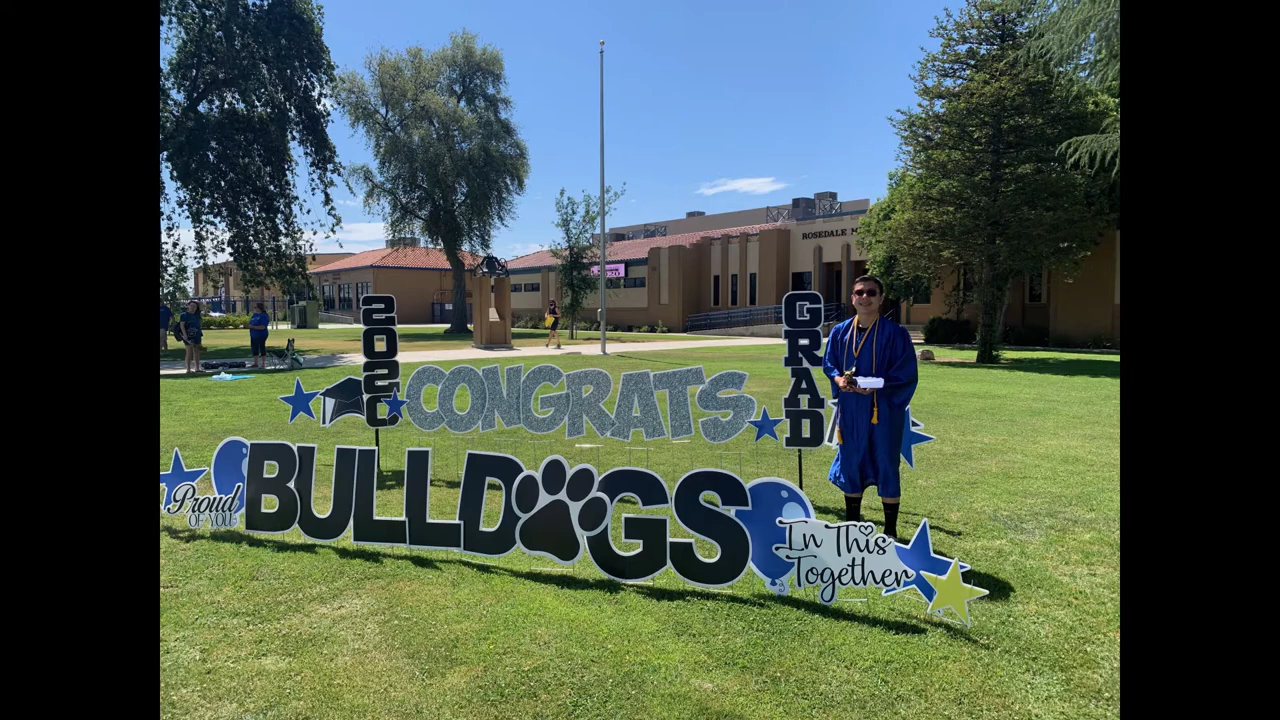 ROSEDALE
2020
GRAD
CONGRATS
BULLDOGS
Proud
OF YOU
In This
Together